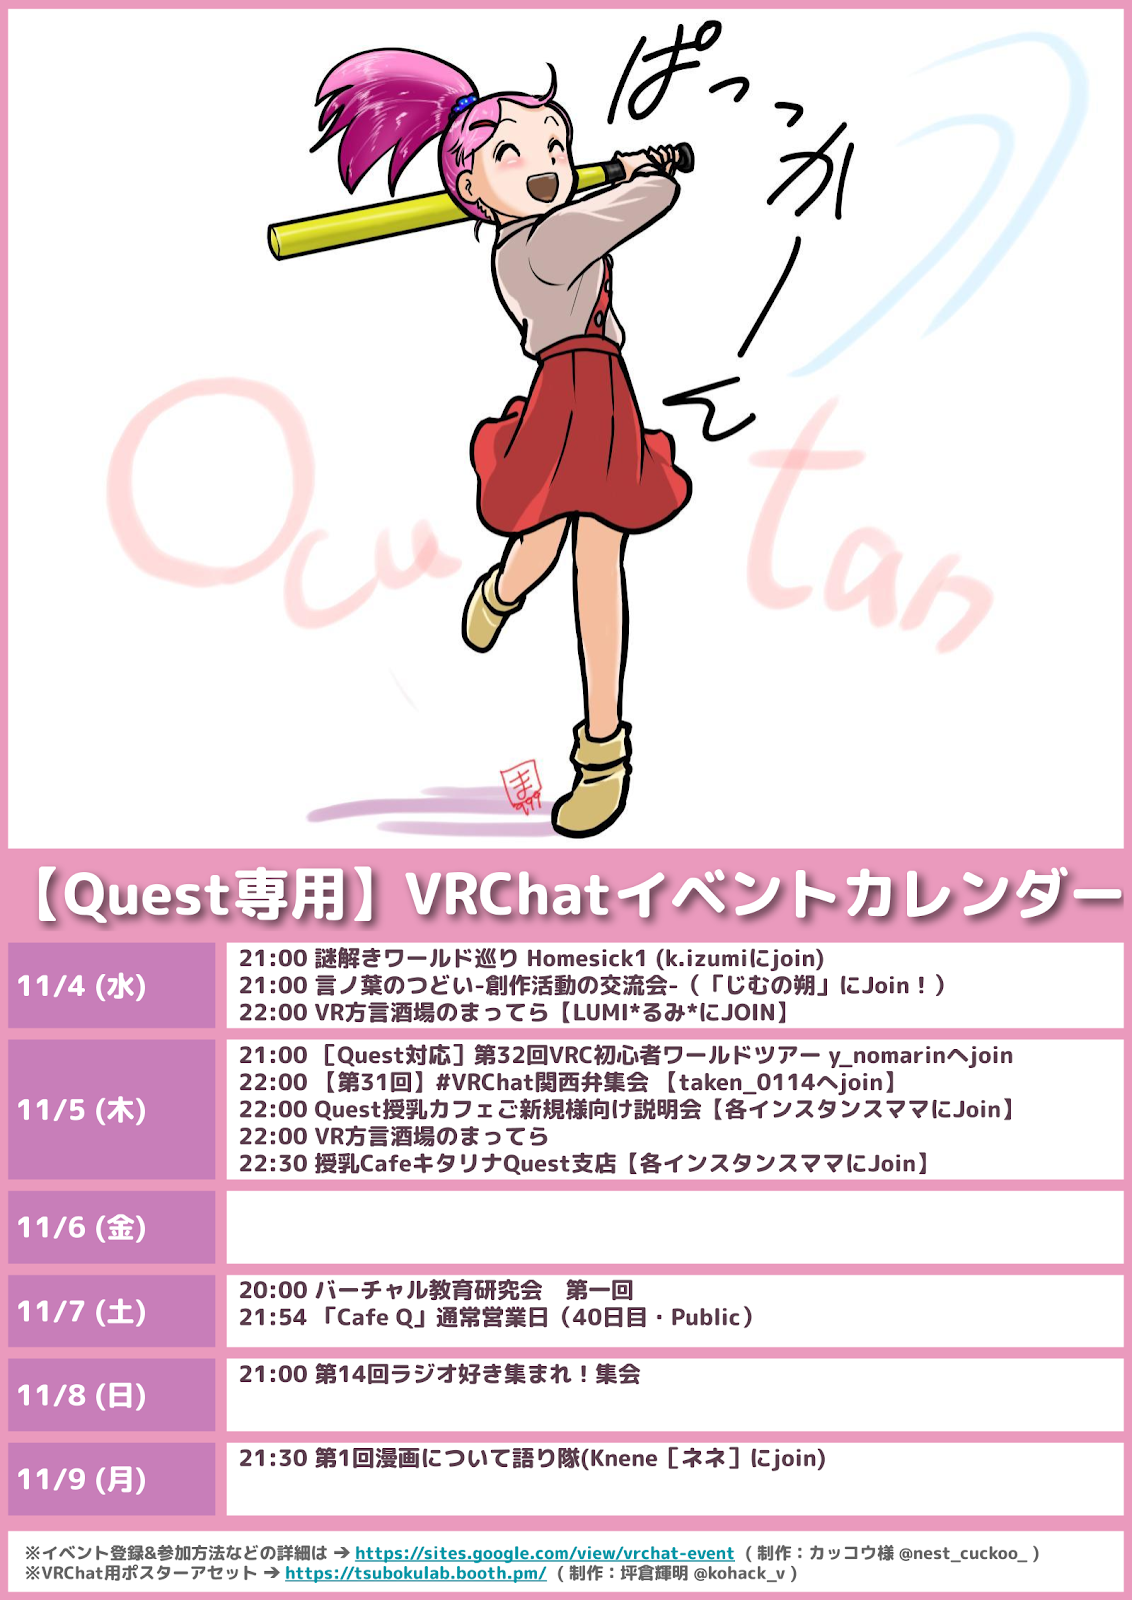 ぱっっかーん
Ocu tan
ま
999
【Quest専用】VRChatイベントカレンダー
11/4 (水)
21:00 謎解きワールド巡り Homesick1 (k.izumiにjoin)
21:00 言ノ葉のつどい-創作活動の交流会-（「じむの朔」にJoin！）
22:00 VR方言酒場のまってら【LUMI*るみ*にJOIN】
11/5 (木)
21:00 ［Quest対応］第32回VRC初心者ワールドツアー y_nomarinへjoin
22:00 【第31回】#VRChat関西弁集会 【taken_0114へjoin】
22:00 Quest授乳カフェご新規様向け説明会【各インスタンスママにJoin】
22:00 VR方言酒場のまってら
22:30 授乳CafeキタリナQuest支店【各インスタンスママにJoin】
11/6 (金)
11/7 (土)
20:00 バーチャル教育研究会　第一回
21:54 「Cafe Q」通常営業日（40日目・Public）
11/8 (日)
21:00 第14回ラジオ好き集まれ！集会
11/9 (月)
21:30 第1回漫画について語り隊(Knene［ネネ］にjoin)
※イベント登録&参加方法などの詳細は ➔ https://sites.google.com/view/vrchat-event （ 制作：カッコウ様 @nest_cuckoo_ ）
※VRChat用ポスターアセット ➔ https://tsubokulab.booth.pm/ （ 制作：坪倉輝明 @kohack_v ）